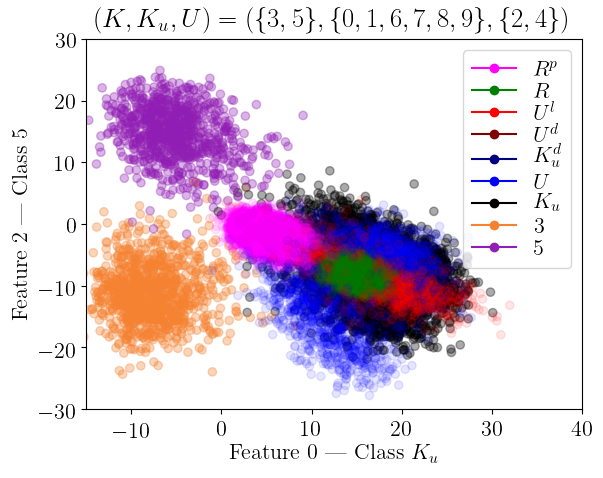 (K, K_u, U) = ({3, 5}, {0, 1, 6, 7, 8, 9}, {2, 4})
30
20
10
0
−10
−20
−30
−10
0
10
20
30
40
Feature 2 — Class 5
Feature 0 — Class K_u
R^p
R
U^l
U^d
K_u^d
U
K_u
3
5